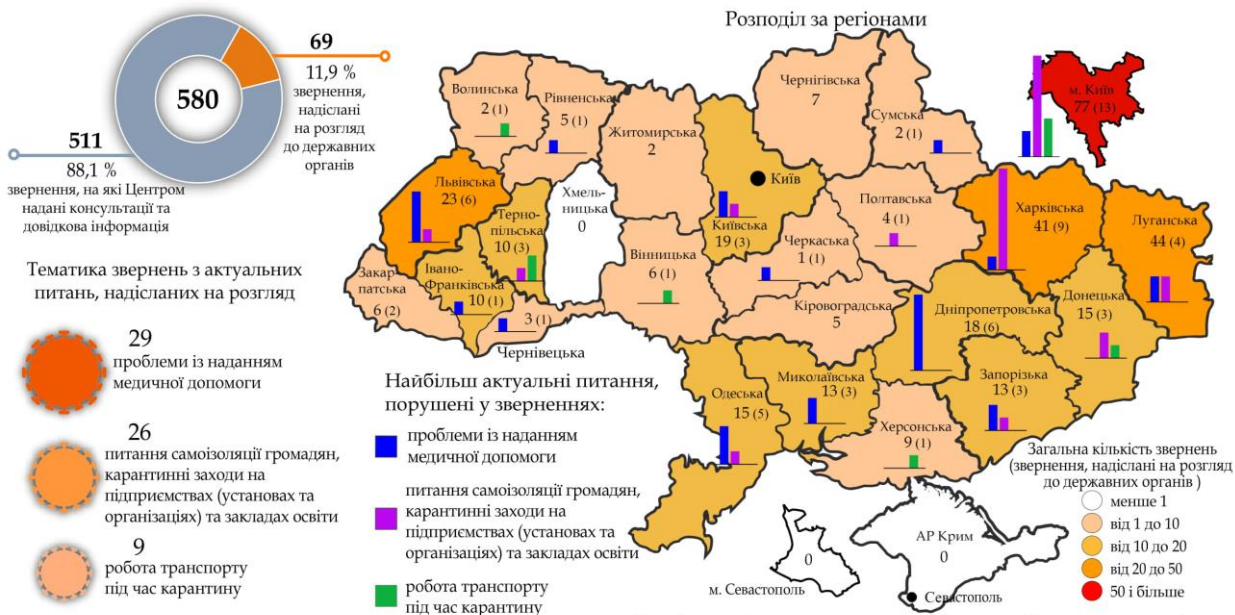 580
69
11,9 %
звернення,
надіслані
на розгляд
до державних
органів
511
88,1 %
звернення, на які Центром
надані консультації та
довідкова інформація
Тематика звернень з актуальних
питань, надісланих на розгляд
29
проблеми із наданням
медичної допомоги
26
питання самоізоляції громадян,
карантинні заходи на
підприємствах (установах та
організаціях) та закладах освіти
9
робота транспорту
під час карантину
Розподіл за регіонами
Волинська
2 (1)
Рівненська
5 (1)
Житомирська
2
Чернігівська
7
Сумська
2 (1)
м. Київ
77 (13)
Львівська
23 (6)
Терно-
пільська
10 (3)
Хмель-
ницька
0
Київ
Київська
19 (3)
Полтавська
4 (1)
Харківська
41 (9)
Луганська
44 (4)
Закар
патська
6 (2)
Івано-
Франківська
10 (1)
3 (1)
Чернівецька
Вінницька
6 (1)
Черкаська
1 (1)
Кіровоградська
5
Дніпропетровська
18 (6)
Донецька
15 (3)
Запорізька
13 (3)
Одеська
15 (5)
Миколаївська
13 (3)
Херсонська
9 (1)
АР Крим
0
Севастополь
0
м. Севастополь
Найбільш актуальні питання,
порушені у зверненнях:
проблеми із наданням
медичної допомоги
питання самоізоляції громадян,
карантинні заходи на
підприємствах (установах та
організаціях) та закладах освіти
робота транспорту
під час карантину
Загальна кількість звернень
(звернення, надіслані на розгляд
до державних органів )
менше 1
від 1 до 10
від 10 до 20
від 20 до 50
50 і більше